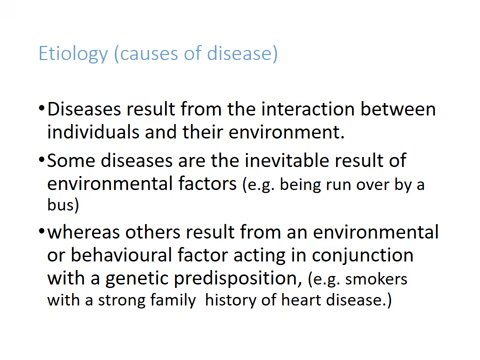 Etiology (causes of disease)
•Diseases result from the interaction between
individuals and their environment.
•Some diseases are the inevitable result of
environmental factors (e.g. being run over by a
bus)
•whereas others result from an environmental
or behavioural factor acting in conjunction
with a genetic predisposition, (e.g. smokers
with a strong family history of heart disease.)